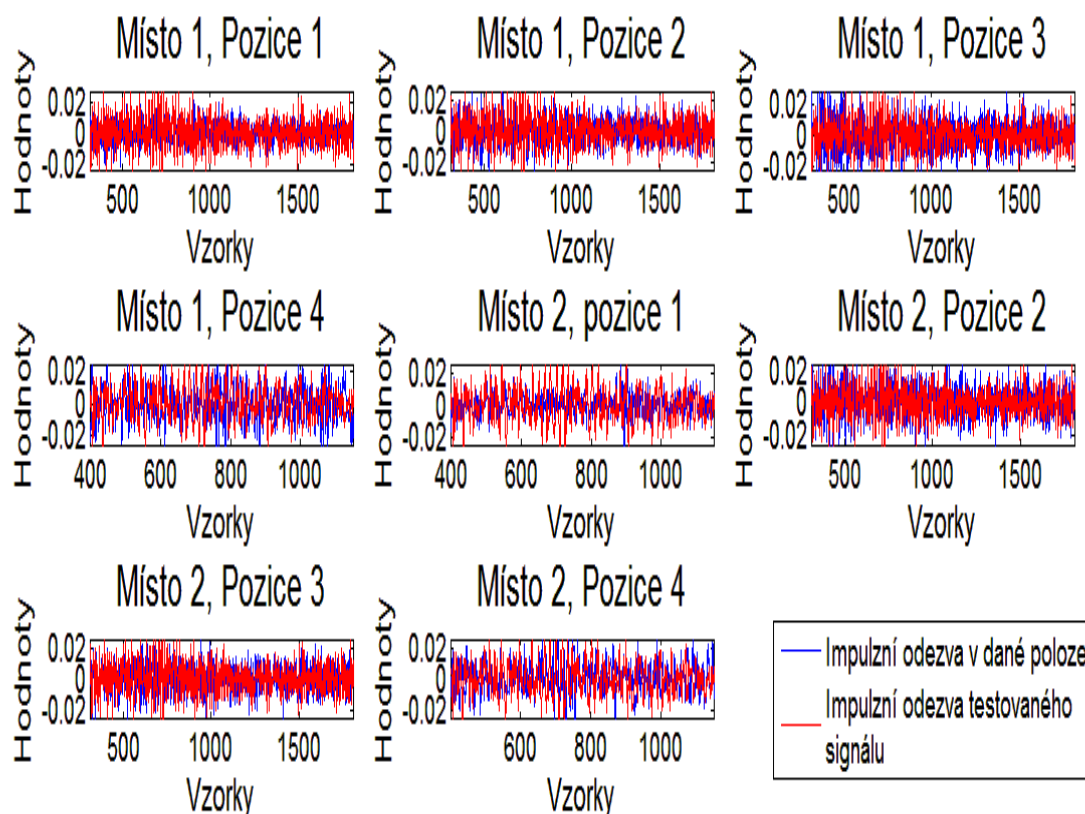 Místo 1, Pozice 1
Hodnoty
0.02
0
-0.02
500 1000 1500
Vzorky
Místo 1, Pozice 2
Hodnoty
0.02
0
-0.02
500 1000 1500
Vzorky
Místo 1, Pozice 3
Hodnoty
0.02
0
-0.02
500 1000 1500
Vzorky
Místo 1, Pozice 4
Hodnoty
0.02
0
-0.02
400 600 800 1000
Vzorky
Místo 2, pozice 1
Hodnoty
0.02
0
-0.02
400 600 800 1000
Vzorky
Místo 2, Pozice 2
Hodnoty
0.02
0
-0.02
500 1000 1500
Vzorky
Místo 2, Pozice 3
Hodnoty
0.02
0
-0.02
500 1000 1500
Vzorky
Místo 2, Pozice 4
Hodnoty
0.02
0
-0.02
600 800 1000
Vzorky
Impulzní odezva v dané poloze
Impulzní odezva testovaného
signálu